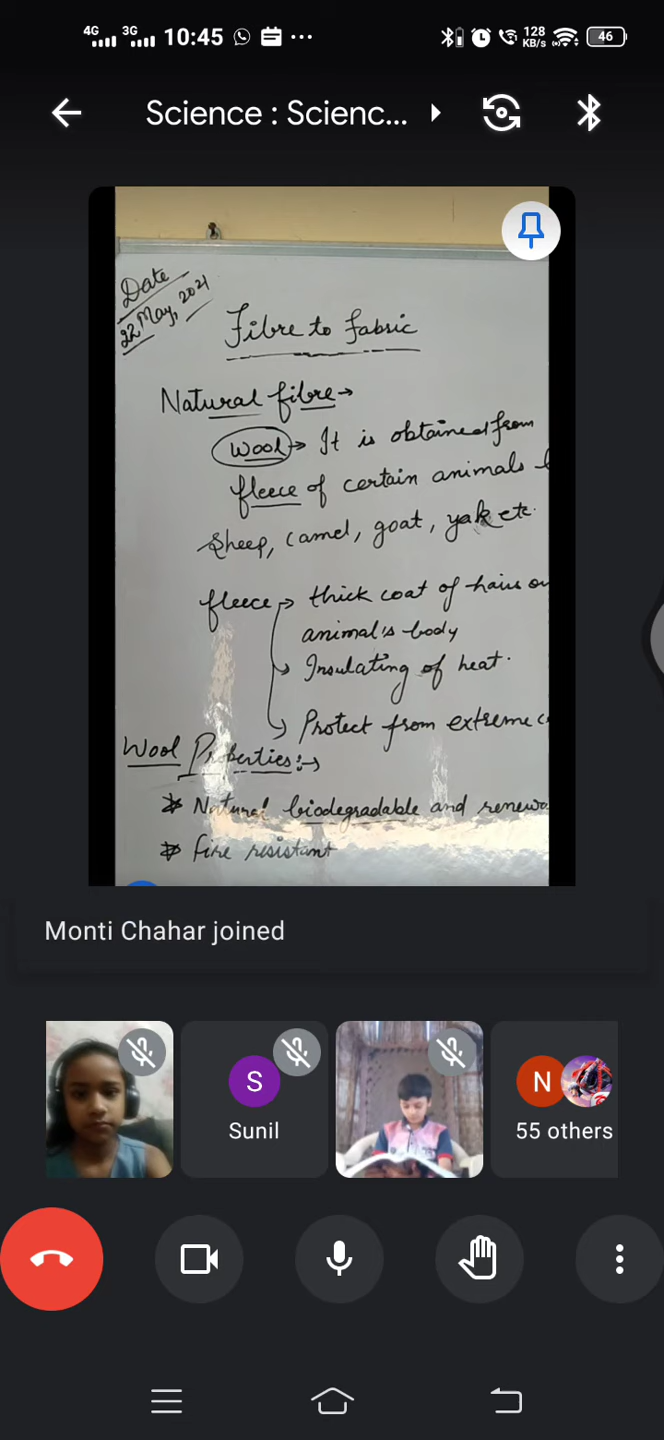 4G 3G 10:45 128 KB/s 46
Science : Scienc...
Date
22 May, 2021
Fibre to Fabric
Natural fibre→
Wool → It is obtained from
fleece of certain animals
Sheep, camel, goat, yak etc.
fleece → thick coat of hairs on
animal's body
→ Insulating of heat.
→ Protect from extreme c
Wool Properties:→
* Natural biodegradable and renewa
* Fire resistant
Monti Chahar joined
S
Sunil
N
55 others